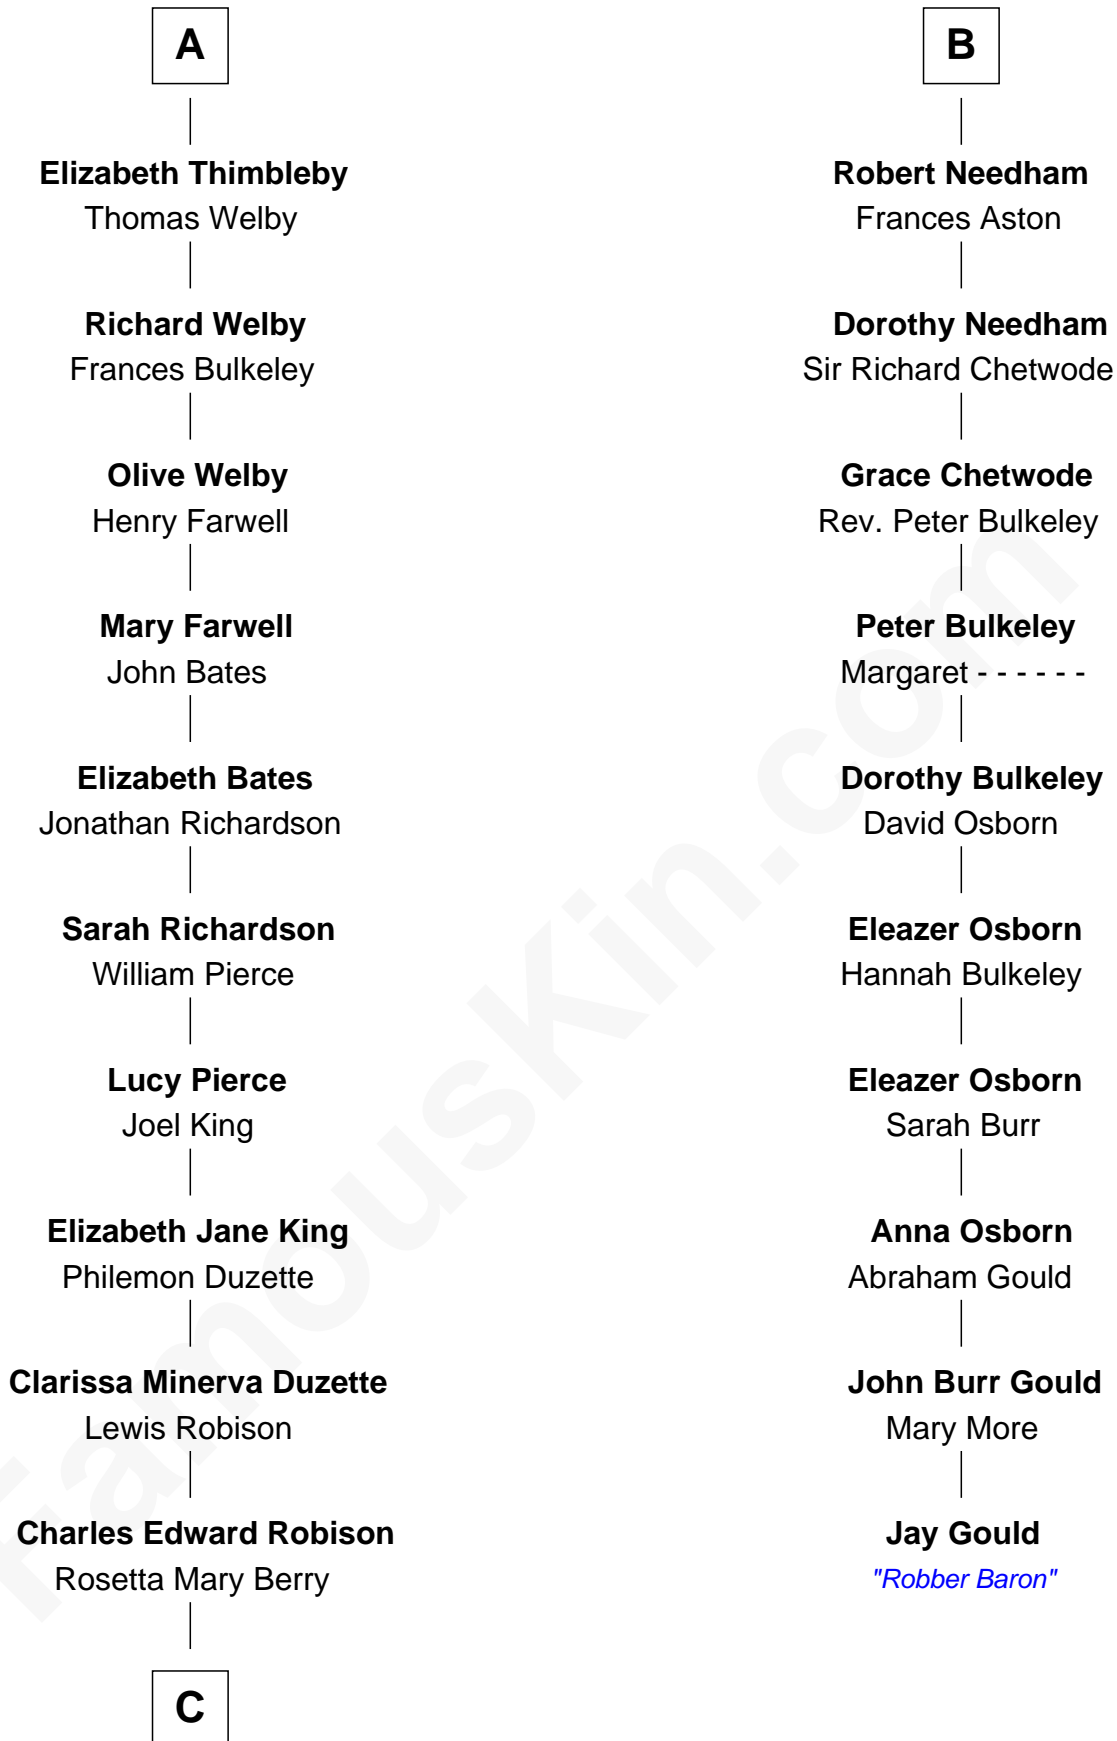 A
Elizabeth Thimbleby
Thomas Welby
Richard Welby
Frances Bulkeley
Olive Welby
Henry Farwell
Mary Farwell
John Bates
Elizabeth Bates
Jonathan Richardson
Sarah Richardson
William Pierce
Lucy Pierce
Joel King
Elizabeth Jane King
Philemon Duzette
Clarissa Minerva Duzette
Lewis Robison
Charles Edward Robison
Rosetta Mary Berry
C
B
Robert Needham
Frances Aston
Dorothy Needham
Sir Richard Chetwode
Grace Chetwode
Rev. Peter Bulkeley
Peter Bulkeley
Margaret - - - - - -
Dorothy Bulkeley
David Osborn
Eleazer Osborn
Hannah Bulkeley
Eleazer Osborn
Sarah Burr
Anna Osborn
Abraham Gould
John Burr Gould
Mary More
Jay Gould
"Robber Baron"
FamousKin.com